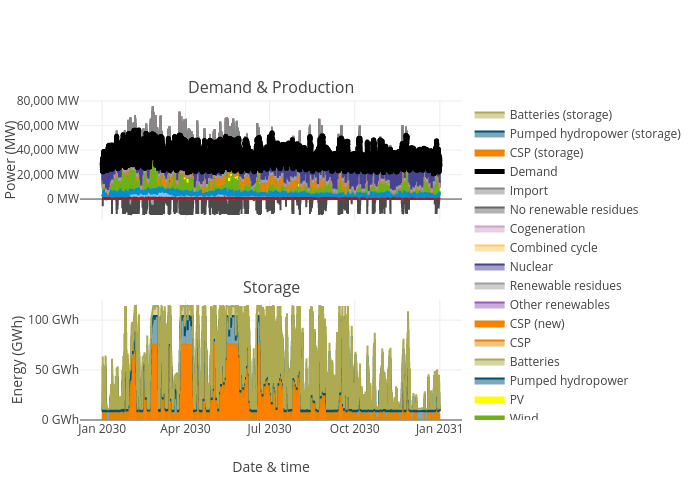 Demand & Production
80,000 MW
60,000 MW
40,000 MW
20,000 MW
0 MW
Power (MW)
Storage
100 GWh
50 GWh
0 GWh
Energy (GWh)
Jan 2030
Apr 2030
Jul 2030
Oct 2030
Jan 2031
Date & time
Batteries (storage)
Pumped hydropower (storage)
CSP (storage)
Demand
Import
No renewable residues
Cogeneration
Combined cycle
Nuclear
Renewable residues
Other renewables
CSP (new)
CSP
Batteries
Pumped hydropower
PV
Wind